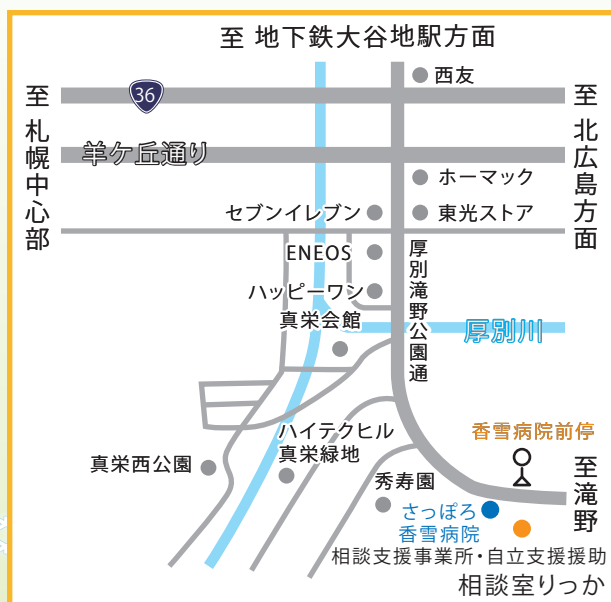 至 地下鉄大谷地駅方面
西友
至 札幌中心部
36
至 北広島方面
羊ケ丘通り
ホーマック
セブンイレブン
東光ストア
ENEOS
厚別滝野公園通
ハッピーワン
真栄会館
厚別川
ハイテクヒル
真栄緑地
香雪病院前停
真栄西公園
秀寿園
至滝野
さっぽろ
香雪病院
相談支援事業所・自立支援援助
相談室りっか